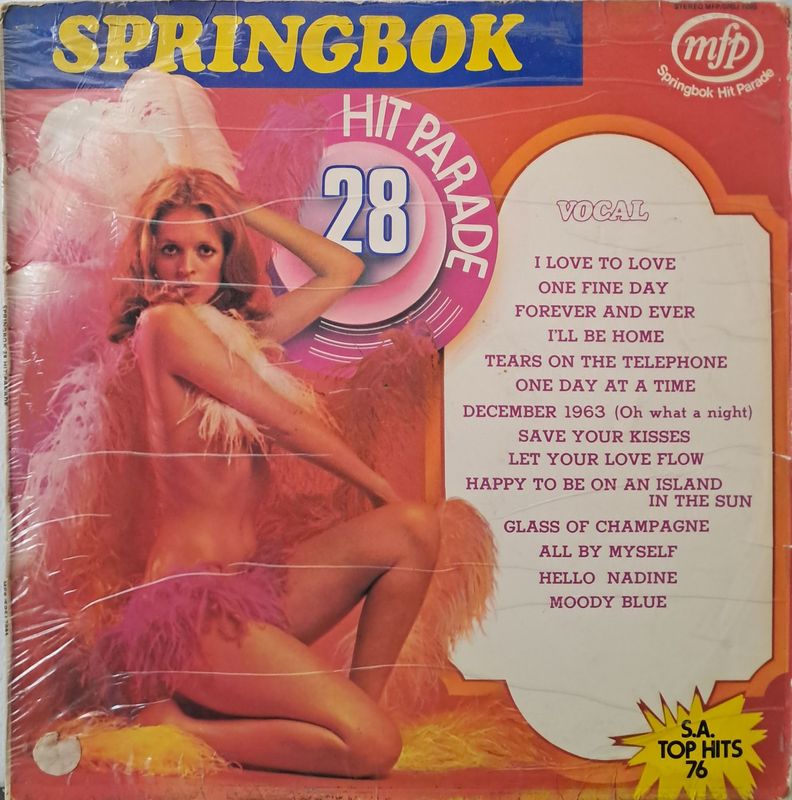 SPRINGBOK
mfp
Springbok Hit Parade
HIT PARADE
28
VOCAL
I LOVE TO LOVE
ONE FINE DAY
FOREVER AND EVER
I'LL BE HOME
TEARS ON THE TELEPHONE
ONE DAY AT A TIME
DECEMBER 1963 (Oh what a night)
SAVE YOUR KISSES
LET YOUR LOVE FLOW
HAPPY TO BE ON AN ISLAND
IN THE SUN
GLASS OF CHAMPAGNE
ALL BY MYSELF
HELLO NADINE
MOODY BLUE
S.A.
TOP HITS
76